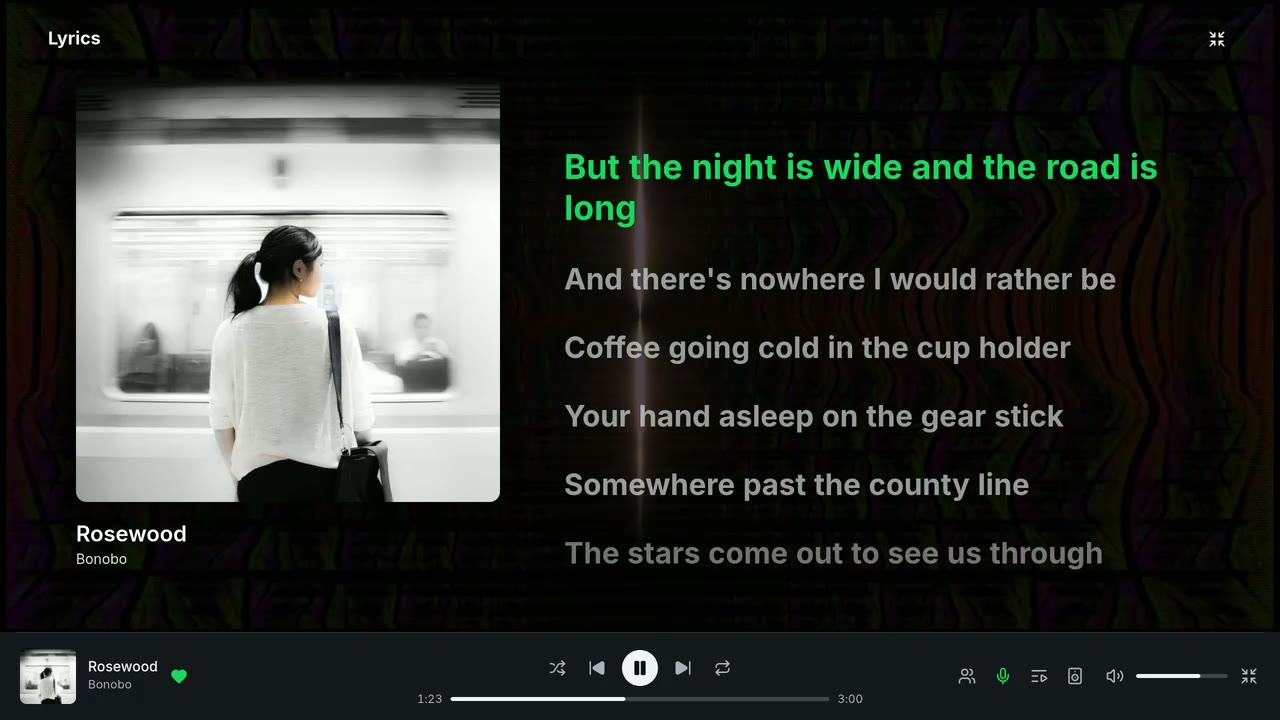 Lyrics
But the night is wide and the road is
long
And there's nowhere I would rather be
Coffee going cold in the cup holder
Your hand asleep on the gear stick
Somewhere past the county line
The stars come out to see us through
Rosewood
Bonobo
Rosewood
Bonobo
1:23
3:00